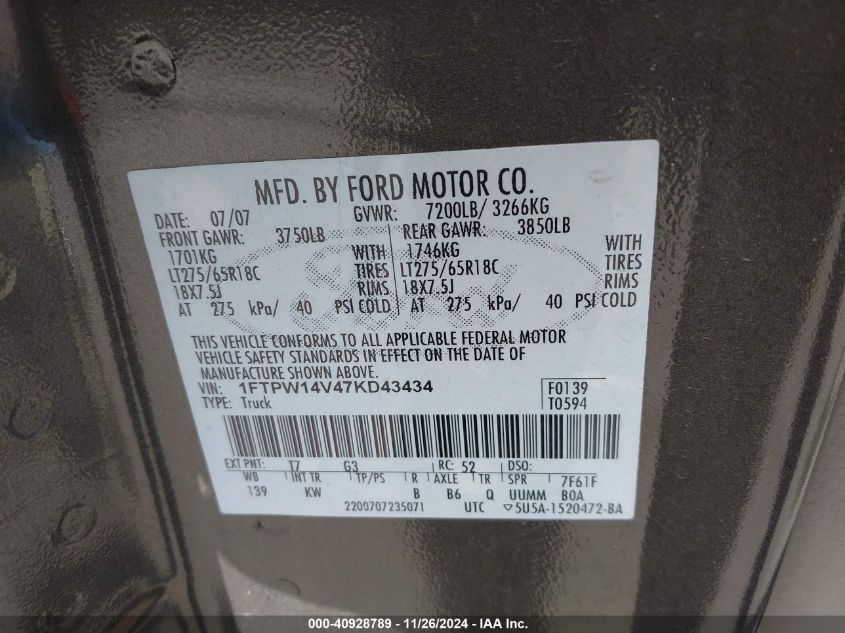 MFD. BY FORD MOTOR CO.
DATE: 07/07 GVWR: 7200LB/ 3266KG
FRONT GAWR: 3750LB REAR GAWR: 3850LB
1701KG WITH 1746KG WITH
LT275/65R18C TIRES LT275/65R18C TIRES
18X7.5J RIMS 18X7.5J RIMS
AT 275 kPa/ 40 PSI COLD AT 275 kPa/ 40 PSI COLD
THIS VEHICLE CONFORMS TO ALL APPLICABLE FEDERAL MOTOR
VEHICLE SAFETY STANDARDS IN EFFECT ON THE DATE OF
MANUFACTURE SHOWN ABOVE.
VIN: 1FTPW14V47KD43434 F0139
TYPE: Truck T0594
EXT PNT: T7 G3 RC: 52 DSO:
WB INT TR TP/PS R AXLE TR SPR 7F61F
139 KW B B6 Q UUMM BOA
2200707235071 UTC ▽5U5A-1520472-BA
000-40928789 - 11/26/2024 - IAA Inc.